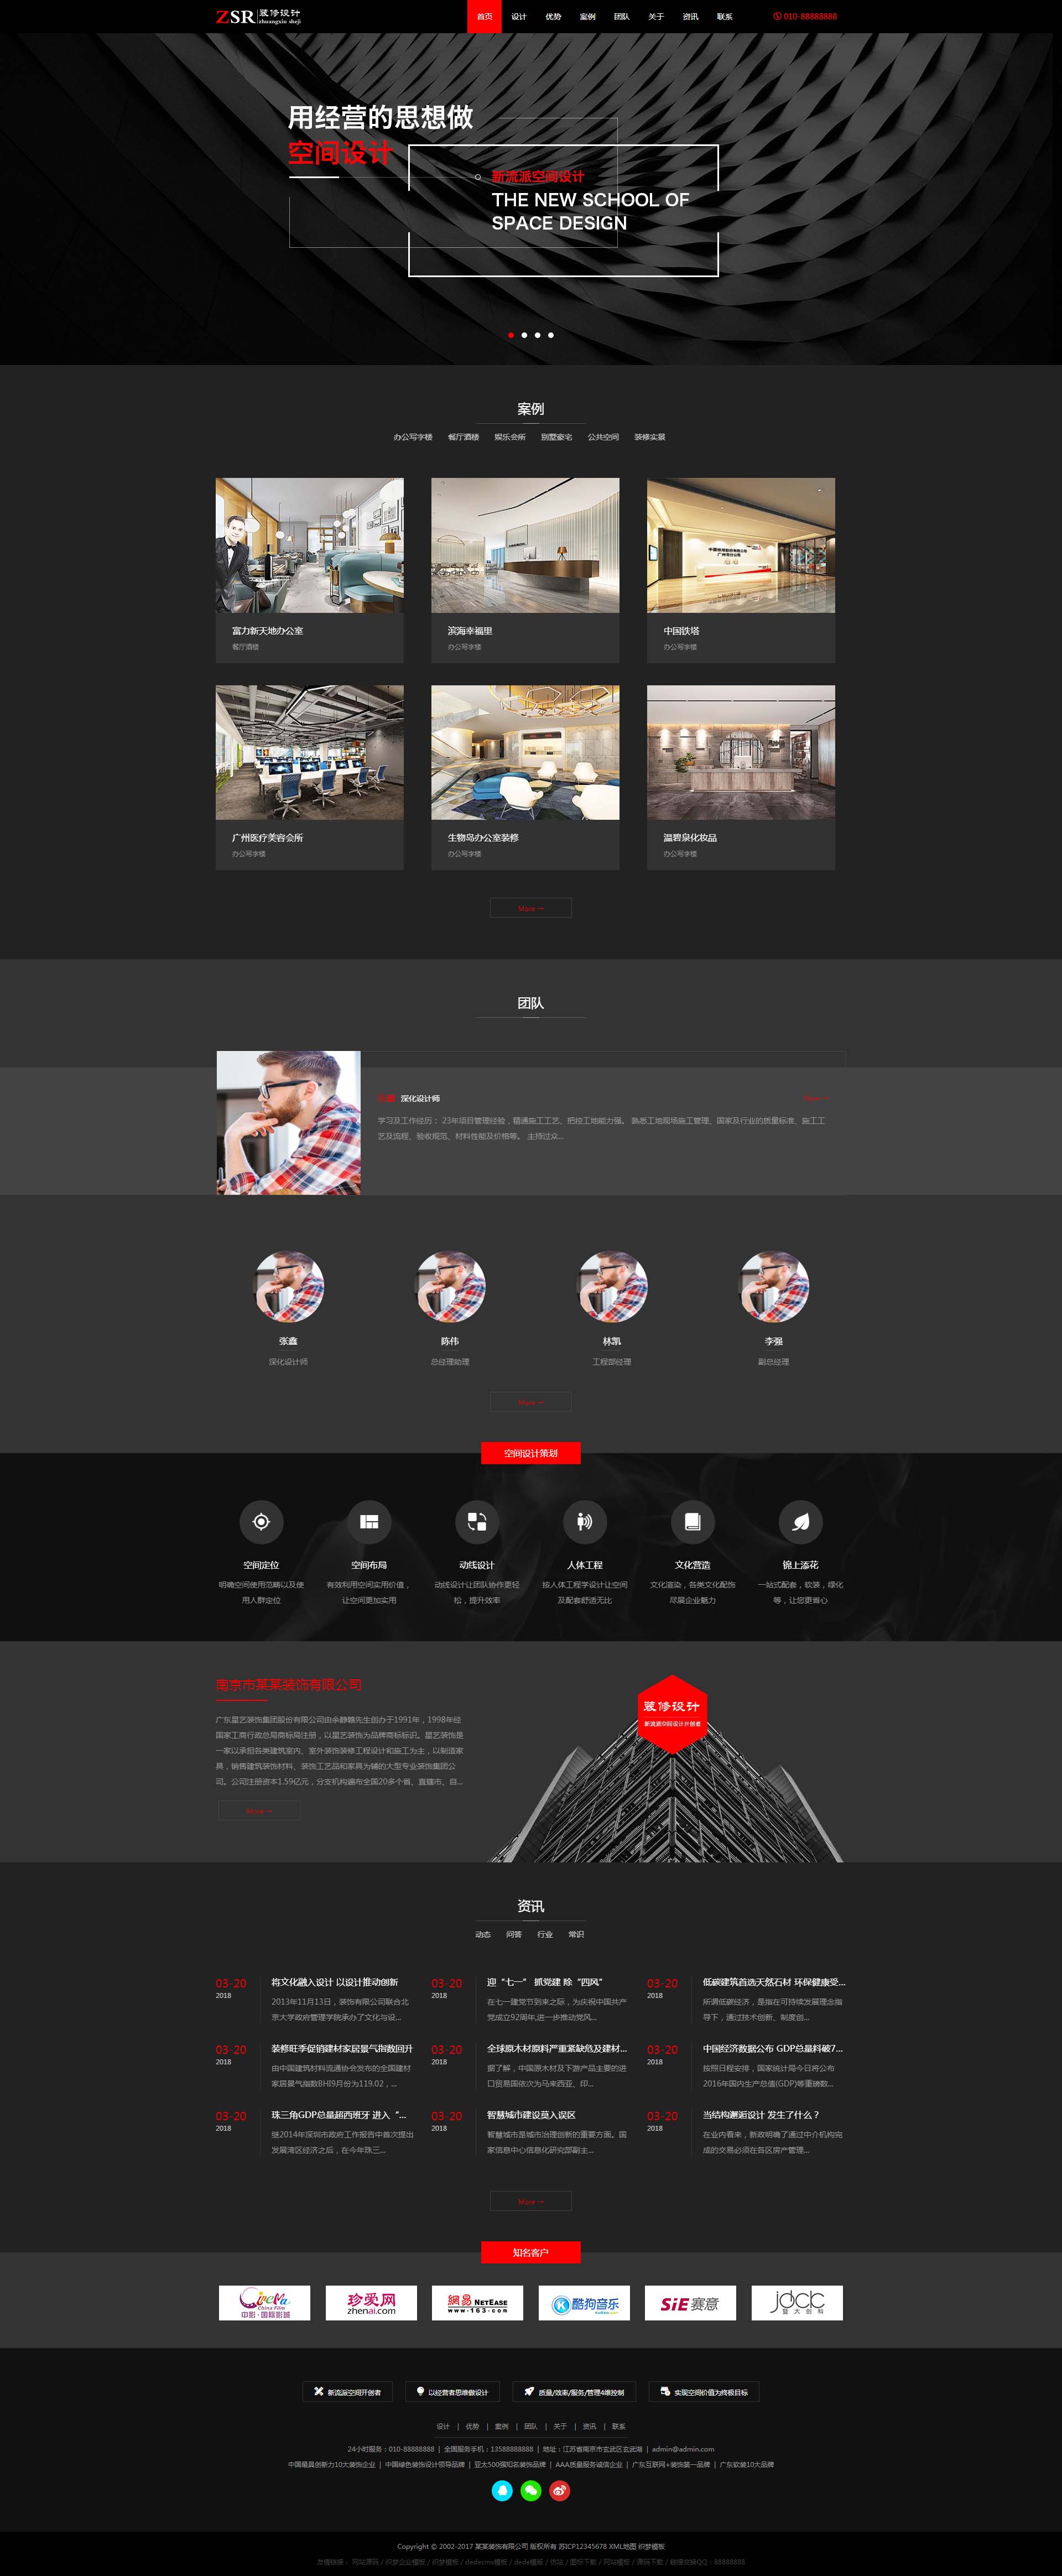 ZSR 装修设计
zhuangxiu sheji
首页 设计 优势 案例 团队 关于 资讯 联系
010-88888888
用经营的思想做
空间设计
新流派空间设计
THE NEW SCHOOL OF
SPACE DESIGN
案例
办公写字楼 餐厅酒楼 娱乐会所 别墅豪宅 公共空间 装修实景
富力新天地办公室 滨海幸福里 中国铁塔
餐厅酒楼 办公写字楼 办公写字楼
广州医疗美容会所 生物岛办公室装修 温碧泉化妆品
办公写字楼 办公写字楼 办公写字楼
More →
团队
深化设计师
学习及工作经历： 23年项目管理经验，精通施工工艺、把控工地能力强。 熟悉工地现场施工管理、国家及行业的质量标准、施工工
艺及流程、验收规范、材料性能及价格等。 主持过众...
张鑫 陈伟 林凯 李强
深化设计师 总经理助理 工程部经理 副总经理
More →
空间设计策划
空间定位 空间布局 动线设计 人体工程 文化营造 锦上添花
明确空间使用范畴以及使
用人群定位
有效利用空间实用价值，
让空间更加实用
动线设计让团队协作更轻
松，提升效率
按人体工程学设计让空间
及配套舒适无比
文化渲染，各类文化配饰
尽展企业魅力
一站式配套，软装，绿化
等，让您更省心
南京市某某装饰有限公司
广东星艺装饰集团股份有限公司由余静赣先生创办于1991年，1998年经
国家工商行政总局商标局注册，以星艺装饰为品牌商标标识。星艺装饰是
一家以承担各类建筑室内、室外装饰装修工程设计和施工为主，以制造家
具，销售建筑装饰材料、装饰工艺品和家具为辅的大型专业装饰集团公
司。公司注册资本1.59亿元，分支机构遍布全国20多个省、直辖市、自...
More →
装修设计
新流派空间设计开创者
资讯
动态 问答 行业 常识
03-20
2018
将文化融入设计 以设计推动创新
2013年11月13日，装饰有限公司联合北
京大学政府管理学院承办了文化与设...
03-20
2018
迎“七一” 抓党建 除“四风”
在七一建党节到来之际，为庆祝中国共产
党成立92周年,进一步推动党风...
03-20
2018
低碳建筑首选天然石材 环保健康受...
所谓低碳经济，是指在可持续发展理念指
导下，通过技术创新、制度创...
03-20
2018
装修旺季促销建材家居景气指数回升
由中国建筑材料流通协会发布的全国建材
家居景气指数BHI9月份为119.02，...
03-20
2018
全球原木材原料严重紧缺危及建材...
据了解，中国原木材及下游产品主要的进
口贸易国依次为马来西亚、印...
03-20
2018
中国经济数据公布 GDP总量料破7...
按照日程安排，国家统计局今日将公布
2016年国内生产总值(GDP)等重磅数...
03-20
2018
珠三角GDP总量超西班牙 进入“...
继2014年深圳市政府工作报告中首次提出
发展湾区经济之后，在今年珠三...
03-20
2018
智慧城市建设莫入误区
智慧城市是城市治理创新的重要方面。国
家信息中心信息化研究部副主...
03-20
2018
当结构邂逅设计 发生了什么？
在业内看来，新政明确了通过中介机构完
成的交易必须在各区房产管理...
More →
知名客户
China Film
中影·国际影城
珍爱网
zhenai.com
網易 NetEase
www·163·com
酷狗音乐
SiE 赛意
新流派空间开创者 以经营者思维做设计 质量/效率/服务/管理4维控制 实现空间价值为终极目标
设计 | 优势 | 案例 | 团队 | 关于 | 资讯 | 联系
24小时服务：010-88888888 | 全国服务手机：13588888888 | 地址：江苏省南京市玄武区玄武湖 | admin@admin.com
中国最具创新力10大装饰企业 | 中国绿色装饰设计领导品牌 | 亚太500强知名装饰品牌 | AAA质量服务诚信企业 | 广东互联网+装饰第一品牌 | 广东软装10大品牌
Copyright © 2002-2017 某某装饰有限公司 版权所有 苏ICP12345678 XML地图 织梦模板
友情链接： 网站源码 / 织梦企业模板 / 织梦模板 / dedecms模板 / dede模板 / 仿站 / 图标下载 / 网站模板 / 源码下载 / 链接交换QQ：88888888